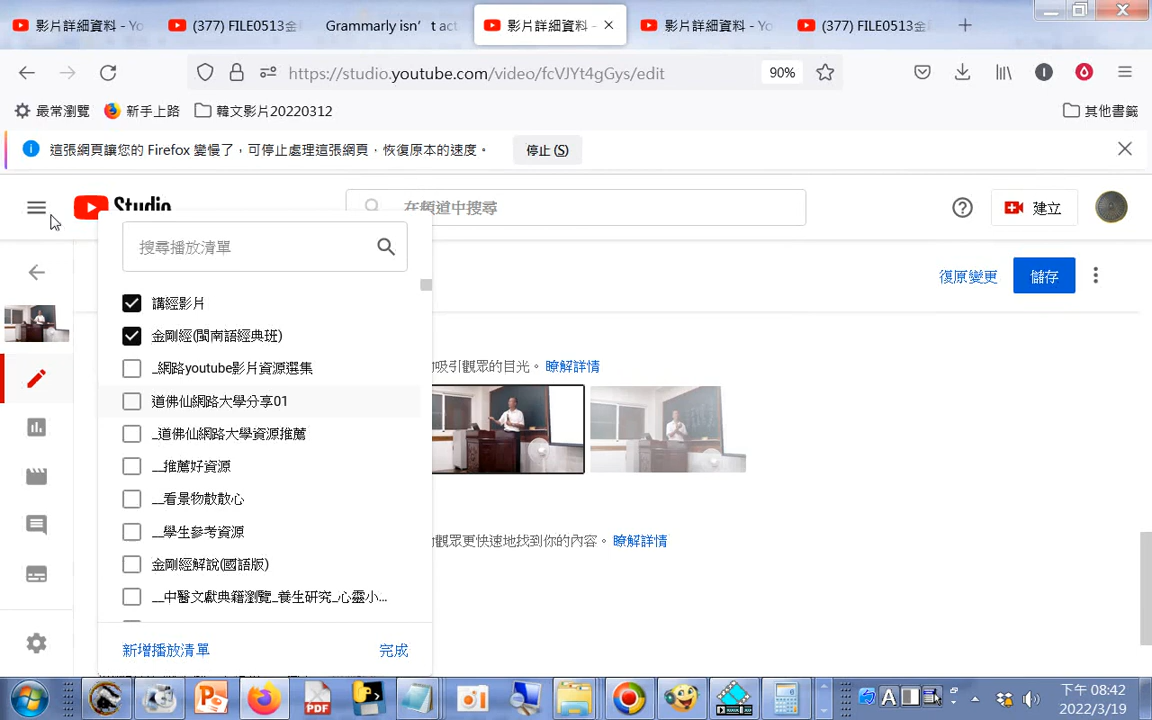 影片詳細資料 - Yo
(377) FILE0513金
Grammarly isn't act
影片詳細資料 -
影片詳細資料 - Yo
(377) FILE0513金
https://studio.youtube.com/video/fcVJYt4gGys/edit
90%
最常瀏覽
新手上路
韓文影片20220312
其他書籤
這張網頁讓您的 Firefox 變慢了，可停止處理這張網頁，恢復原本的速度。
停止(S)
Studio
在頻道中搜尋
建立
搜尋播放清單
復原變更
儲存
講經影片
金剛經(閩南語經典班)
_網路youtube影片資源選集
吸引觀眾的目光。瞭解詳情
道佛仙網路大學分享01
_道佛仙網路大學資源推薦
__推薦好資源
__看景物散散心
__學生參考資源
觀眾更快速地找到你的內容。瞭解詳情
金剛經解說(國語版)
__中醫文獻典籍瀏覽_養生研究_心靈小...
新增播放清單
完成
PDF
下午 08:42
2022/3/19